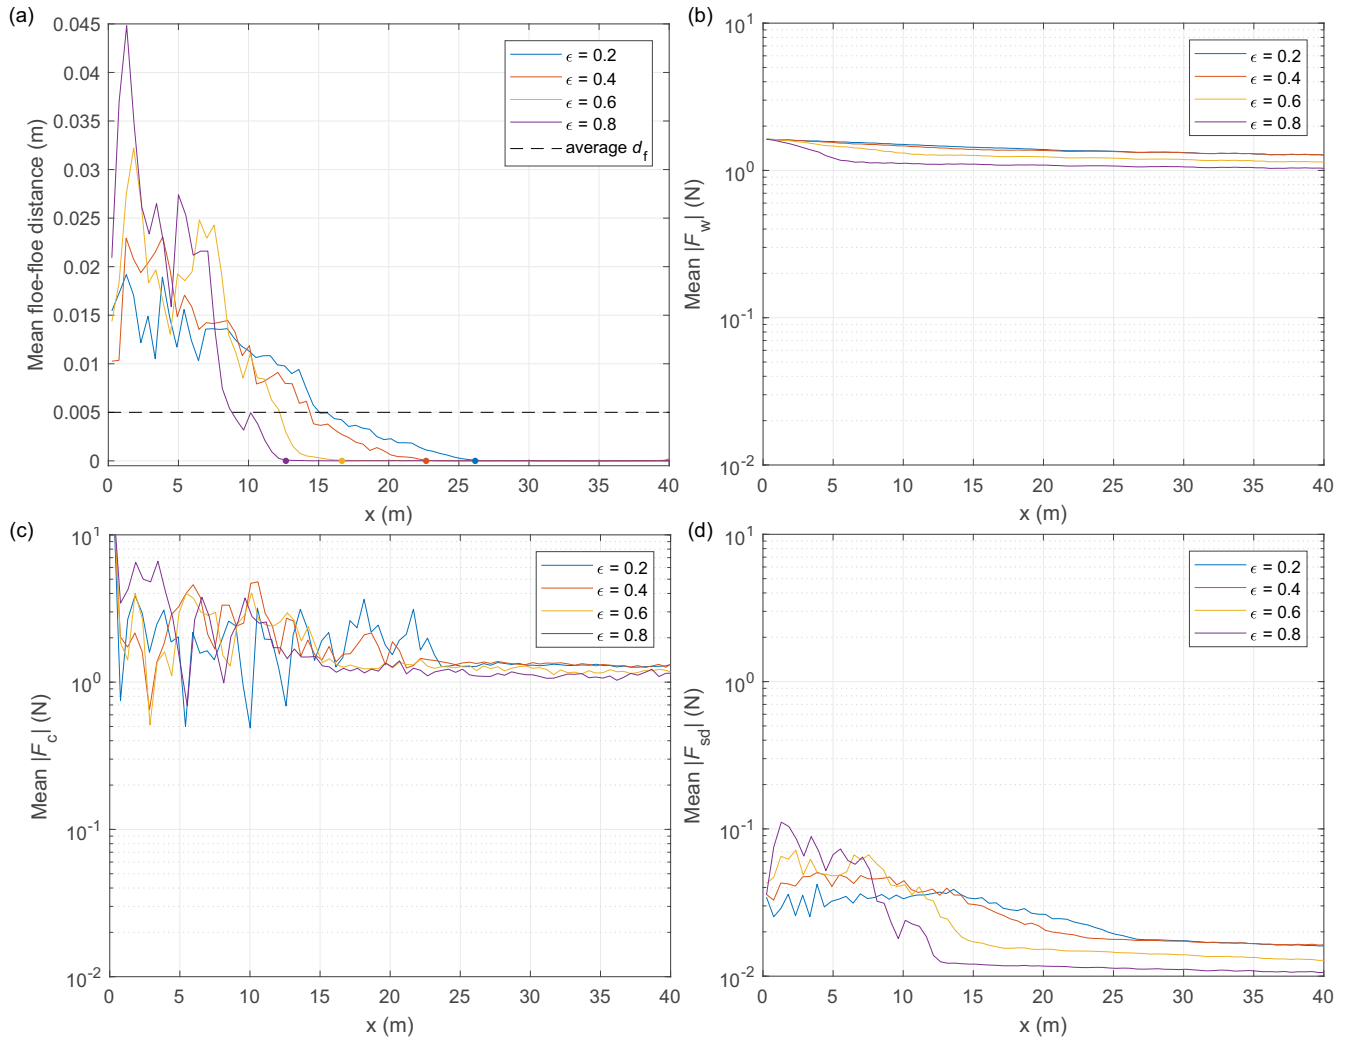 (a)
0.045
0.04
0.035
0.03
0.025
0.02
0.015
0.01
0.005
0
Mean floe-floe distance (m)
ϵ = 0.2
ϵ = 0.4
ϵ = 0.6
ϵ = 0.8
average d_f
0 5 10 15 20 25 30 35 40
x (m)
(b)
10^1
10^0
10^-1
10^-2
Mean |F_w| (N)
ϵ = 0.2
ϵ = 0.4
ϵ = 0.6
ϵ = 0.8
0 5 10 15 20 25 30 35 40
x (m)
(c)
10^1
10^0
10^-1
10^-2
Mean |F_c| (N)
ϵ = 0.2
ϵ = 0.4
ϵ = 0.6
ϵ = 0.8
0 5 10 15 20 25 30 35 40
x (m)
(d)
10^1
10^0
10^-1
10^-2
Mean |F_sd| (N)
ϵ = 0.2
ϵ = 0.4
ϵ = 0.6
ϵ = 0.8
0 5 10 15 20 25 30 35 40
x (m)